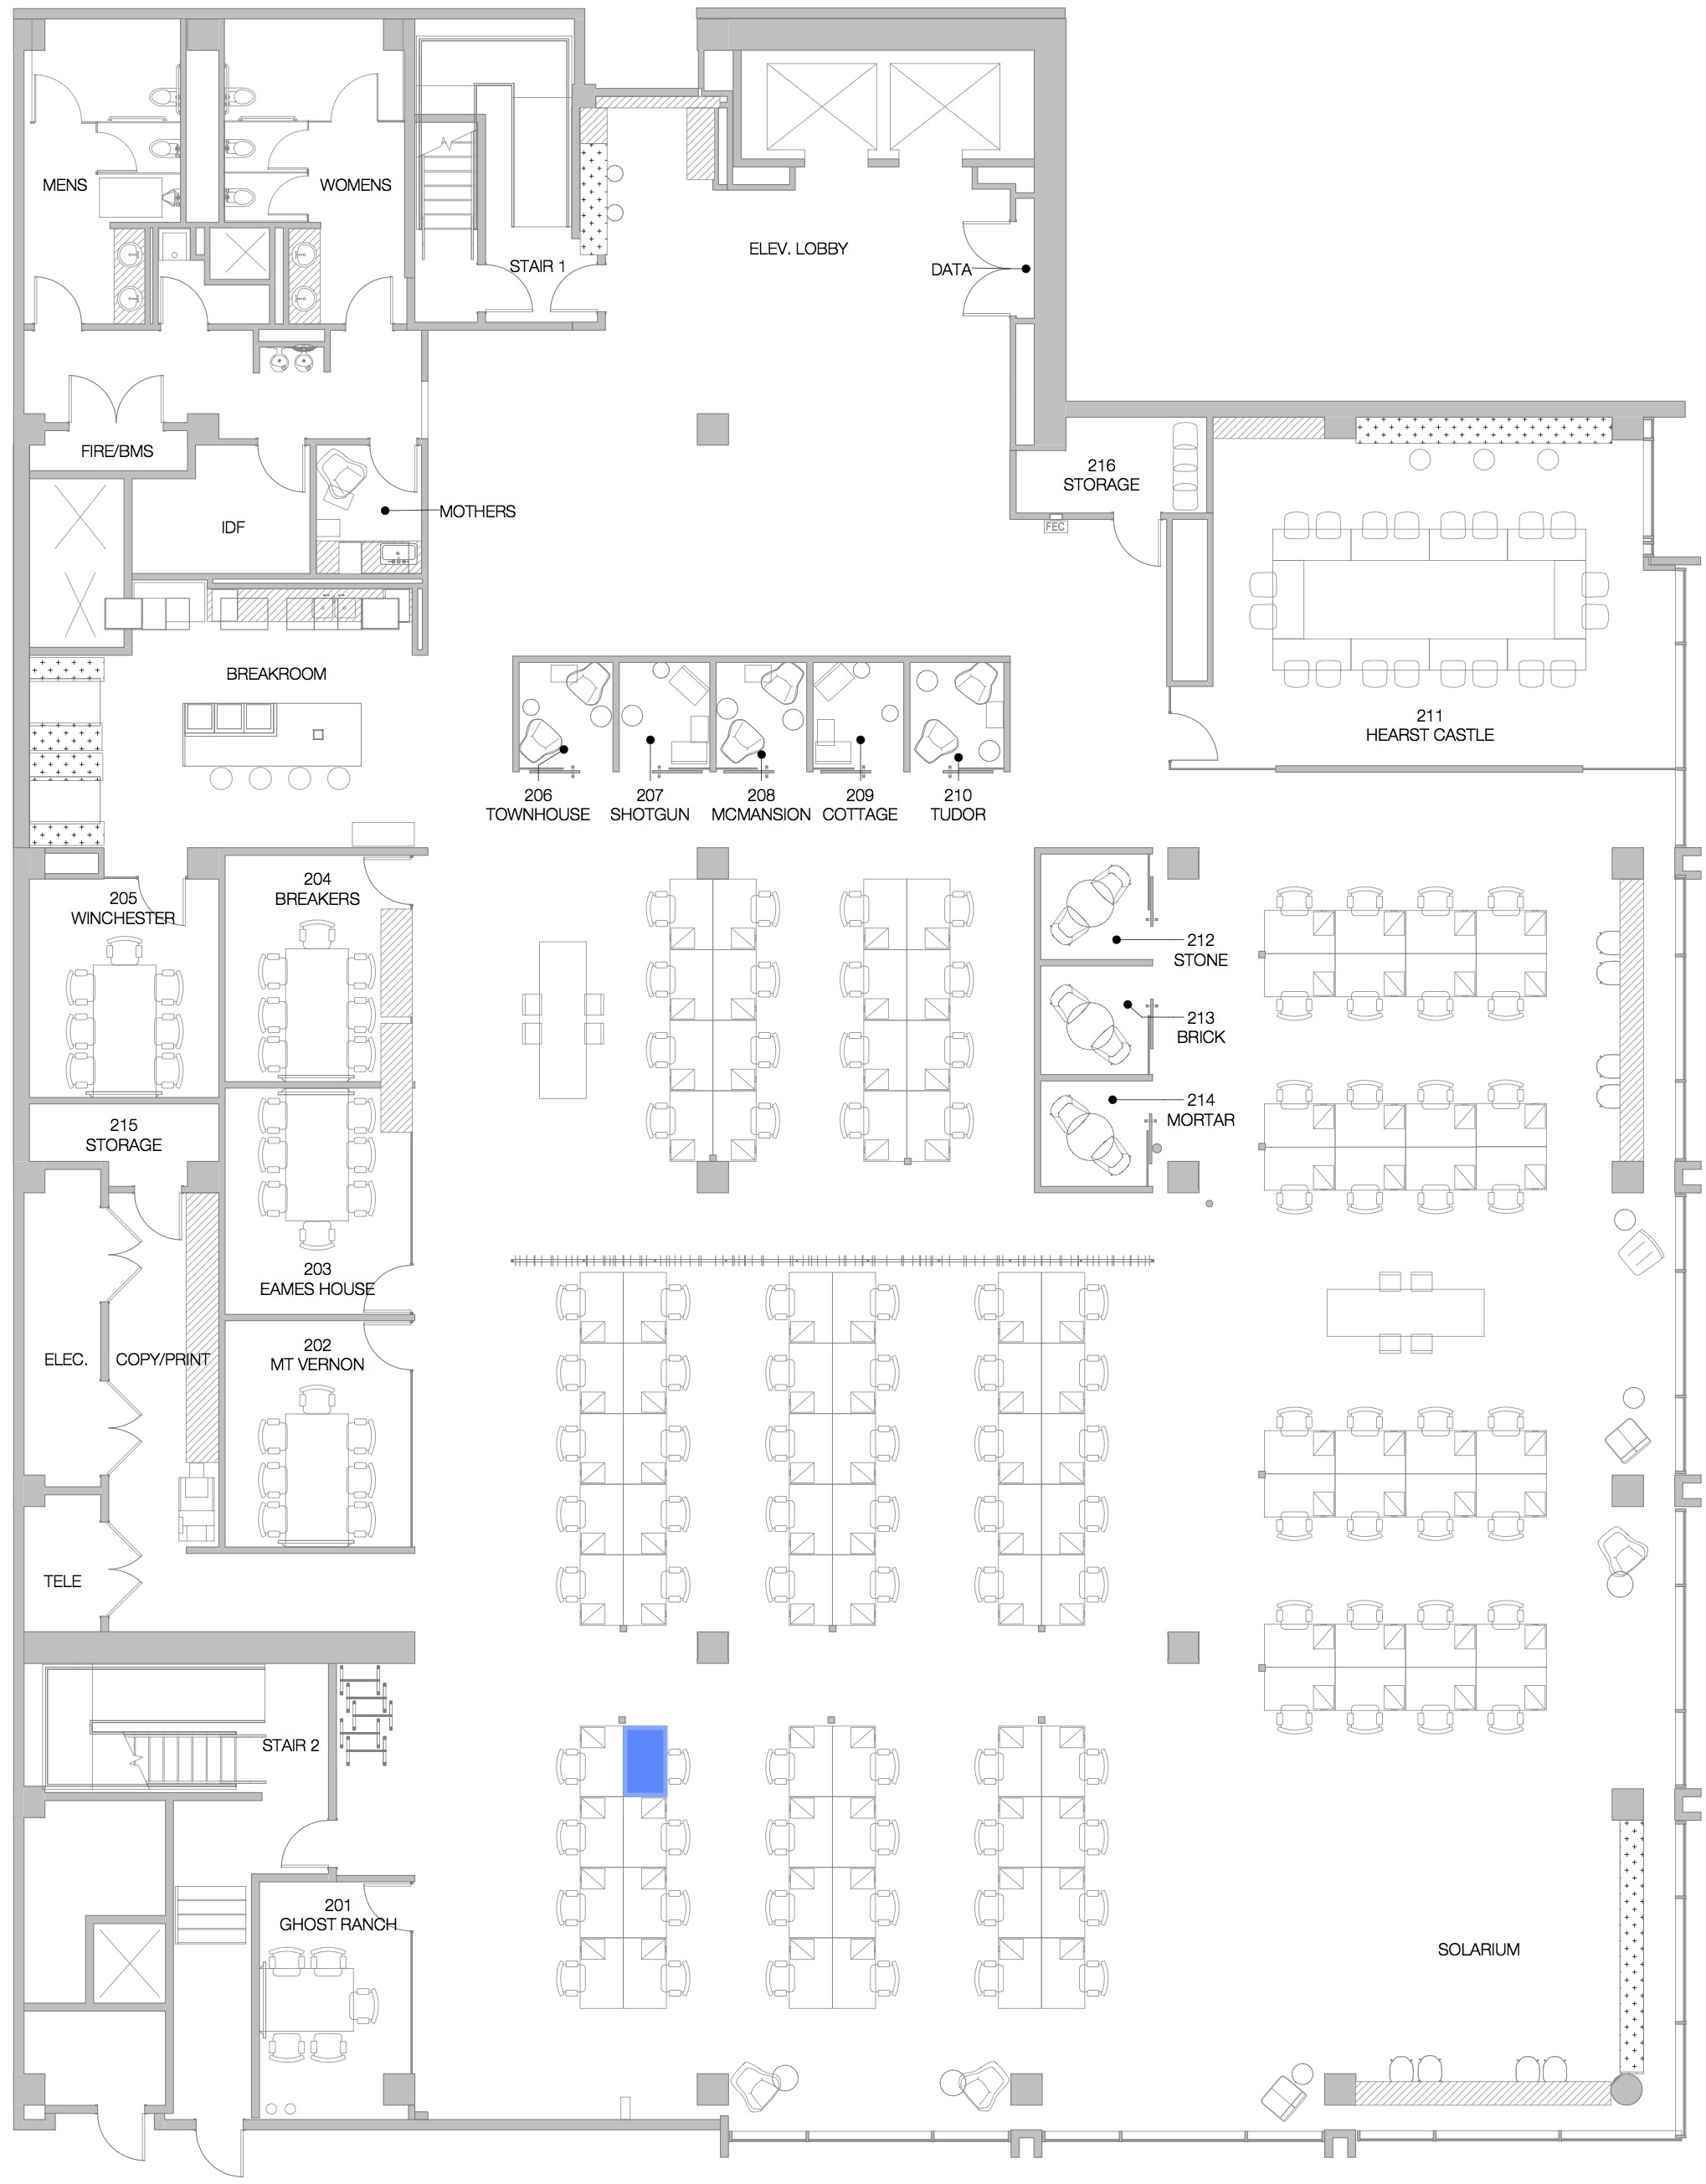 MENS
WOMENS
STAIR 1
ELEV. LOBBY
DATA
FIRE/BMS
IDF
MOTHERS
216
STORAGE
FEC
BREAKROOM
211
HEARST CASTLE
206
TOWNHOUSE
207
SHOTGUN
208
MCMANSION
209
COTTAGE
210
TUDOR
205
WINCHESTER
204
BREAKERS
212
STONE
213
BRICK
214
MORTAR
215
STORAGE
203
EAMES HOUSE
202
MT VERNON
ELEC.
COPY/PRINT
TELE
STAIR 2
201
GHOST RANCH
SOLARIUM